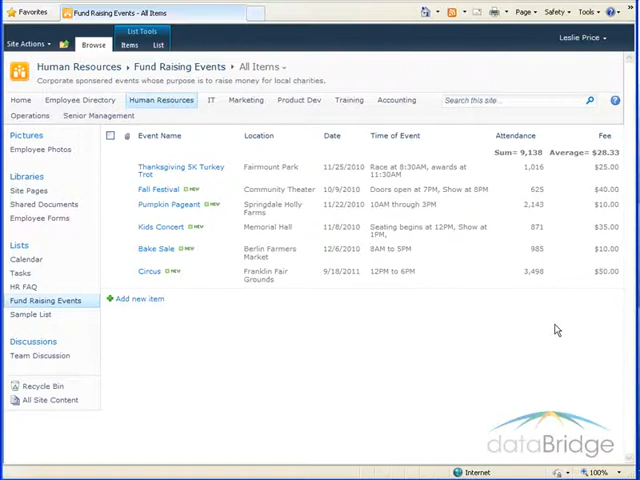 Favorites
Fund Raising Events - All Items
Page
Safety
Tools
Site Actions
Browse
List Tools
Items
List
Leslie Price
Human Resources
Fund Raising Events
All Items
Corporate sponsered events whose purpose is to raise money for local charities.
Home
Employee Directory
Human Resources
IT
Marketing
Product Dev
Training
Accounting
Search this site...
Operations
Senior Management
Pictures
Employee Photos
Libraries
Site Pages
Shared Documents
Employee Forms
Lists
Calendar
Tasks
HR FAQ
Fund Raising Events
Sample List
Discussions
Team Discussion
Recycle Bin
All Site Content
Event Name Location Date Time of Event Attendance Fee
Sum= 9,138 Average= $28.33
Thanksgiving 5K Turkey Fairmount Park 11/25/2010 Race at 8:30AM, awards at 1,016 $25.00
Trot 11:30AM
Fall Festival NEW Community Theater 10/9/2010 Doors open at 7PM, Show at 8PM 625 $40.00
Pumpkin Pageant NEW Springdale Holly 11/22/2010 10AM through 3PM 2,143 $10.00
Farms
Kids Concert NEW Memorial Hall 11/8/2010 Seating begins at 12PM, Show at 871 $35.00
1PM,
Bake Sale NEW Berlin Farmers 12/6/2010 8AM to 5PM 985 $10.00
Market
Circus NEW Franklin Fair 9/18/2011 12PM to 6PM 3,498 $50.00
Grounds
Add new item
dataBridge
Internet
100%